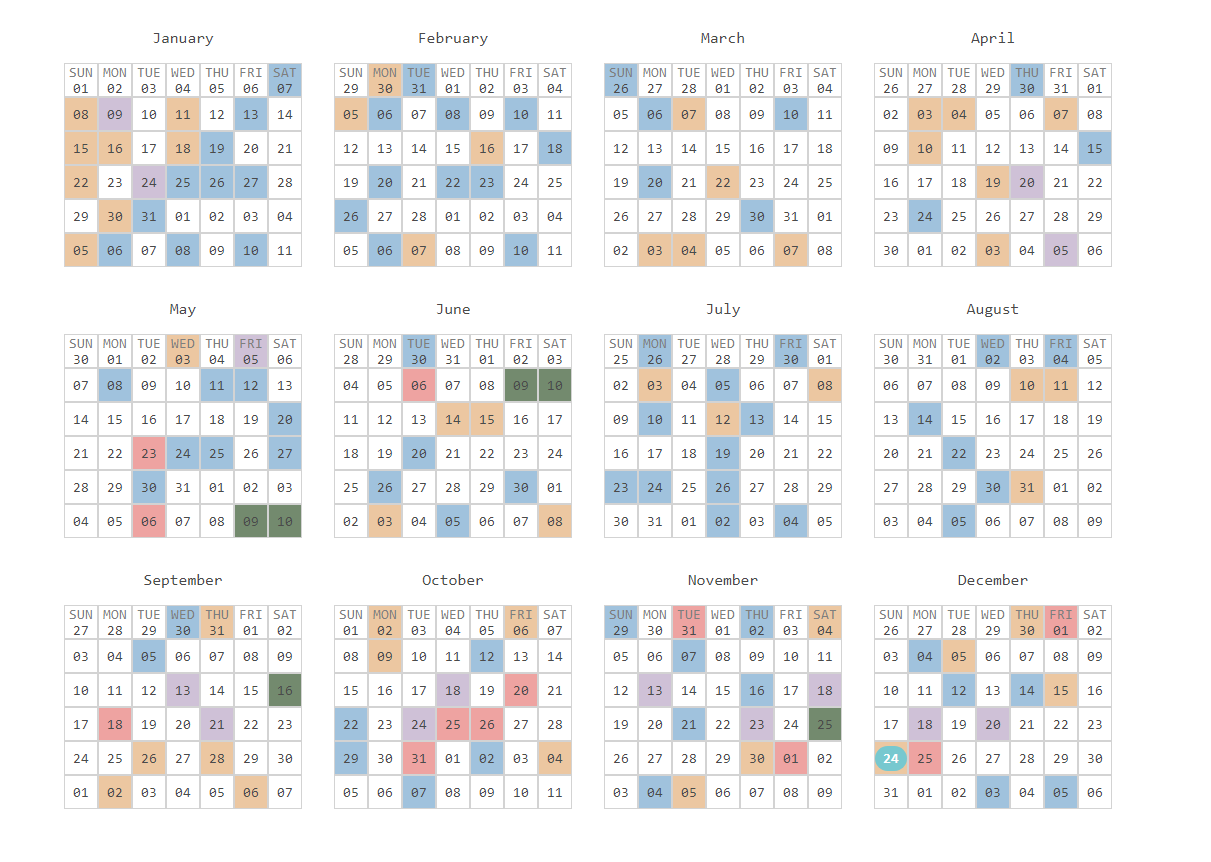 January February March April
SUN MON TUE WED THU FRI SAT SUN MON TUE WED THU FRI SAT SUN MON TUE WED THU FRI SAT SUN MON TUE WED THU FRI SAT
01 02 03 04 05 06 07 29 30 31 01 02 03 04 26 27 28 01 02 03 04 26 27 28 29 30 31 01
08 09 10 11 12 13 14 05 06 07 08 09 10 11 05 06 07 08 09 10 11 02 03 04 05 06 07 08
15 16 17 18 19 20 21 12 13 14 15 16 17 18 12 13 14 15 16 17 18 09 10 11 12 13 14 15
22 23 24 25 26 27 28 19 20 21 22 23 24 25 19 20 21 22 23 24 25 16 17 18 19 20 21 22
29 30 31 01 02 03 04 26 27 28 01 02 03 04 26 27 28 29 30 31 01 23 24 25 26 27 28 29
05 06 07 08 09 10 11 05 06 07 08 09 10 11 02 03 04 05 06 07 08 30 01 02 03 04 05 06
May June July August
SUN MON TUE WED THU FRI SAT SUN MON TUE WED THU FRI SAT SUN MON TUE WED THU FRI SAT SUN MON TUE WED THU FRI SAT
30 01 02 03 04 05 06 28 29 30 31 01 02 03 25 26 27 28 29 30 01 30 31 01 02 03 04 05
07 08 09 10 11 12 13 04 05 06 07 08 09 10 02 03 04 05 06 07 08 06 07 08 09 10 11 12
14 15 16 17 18 19 20 11 12 13 14 15 16 17 09 10 11 12 13 14 15 13 14 15 16 17 18 19
21 22 23 24 25 26 27 18 19 20 21 22 23 24 16 17 18 19 20 21 22 20 21 22 23 24 25 26
28 29 30 31 01 02 03 25 26 27 28 29 30 01 23 24 25 26 27 28 29 27 28 29 30 31 01 02
04 05 06 07 08 09 10 02 03 04 05 06 07 08 30 31 01 02 03 04 05 03 04 05 06 07 08 09
September October November December
SUN MON TUE WED THU FRI SAT SUN MON TUE WED THU FRI SAT SUN MON TUE WED THU FRI SAT SUN MON TUE WED THU FRI SAT
27 28 29 30 31 01 02 01 02 03 04 05 06 07 29 30 31 01 02 03 04 26 27 28 29 30 01 02
03 04 05 06 07 08 09 08 09 10 11 12 13 14 05 06 07 08 09 10 11 03 04 05 06 07 08 09
10 11 12 13 14 15 16 15 16 17 18 19 20 21 12 13 14 15 16 17 18 10 11 12 13 14 15 16
17 18 19 20 21 22 23 22 23 24 25 26 27 28 19 20 21 22 23 24 25 17 18 19 20 21 22 23
24 25 26 27 28 29 30 29 30 31 01 02 03 04 26 27 28 29 30 01 02 24 25 26 27 28 29 30
01 02 03 04 05 06 07 05 06 07 08 09 10 11 03 04 05 06 07 08 09 31 01 02 03 04 05 06